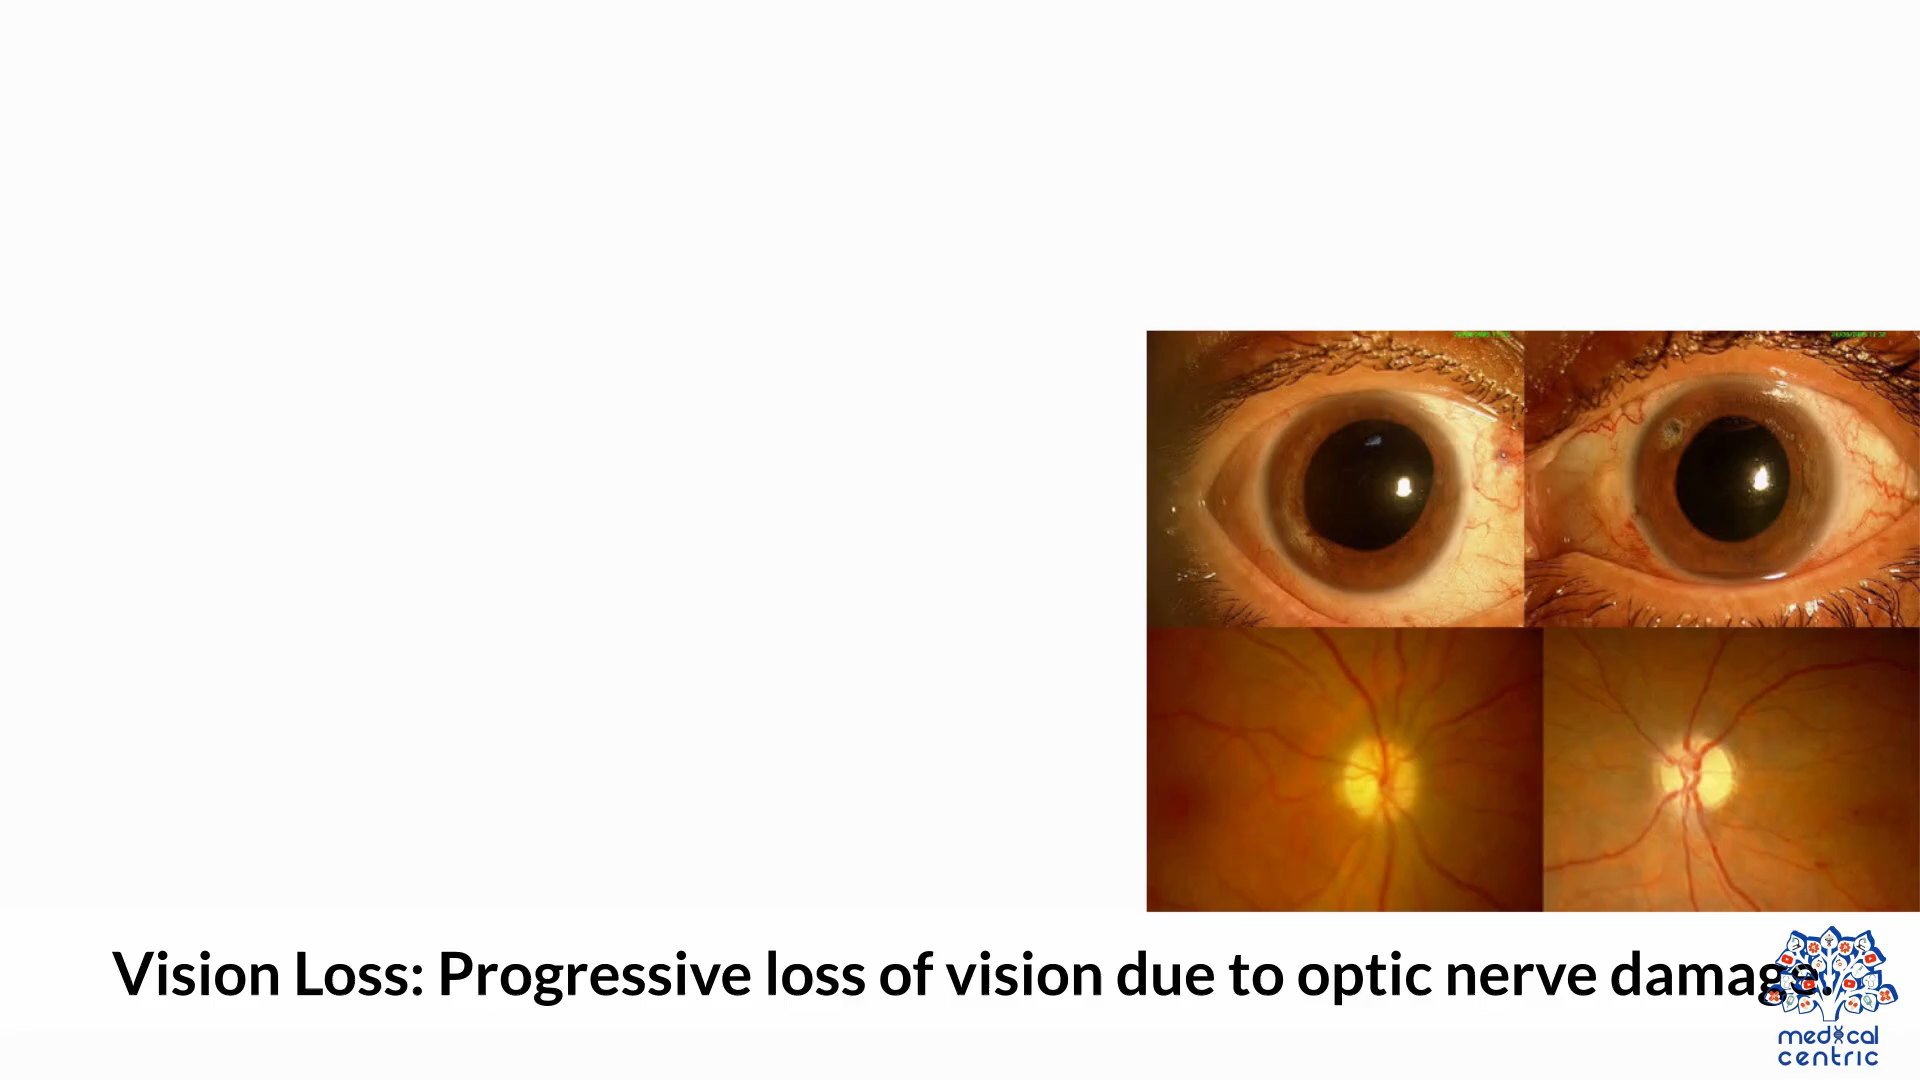 Vision Loss: Progressive loss of vision due to optic nerve damage.
medical
centric